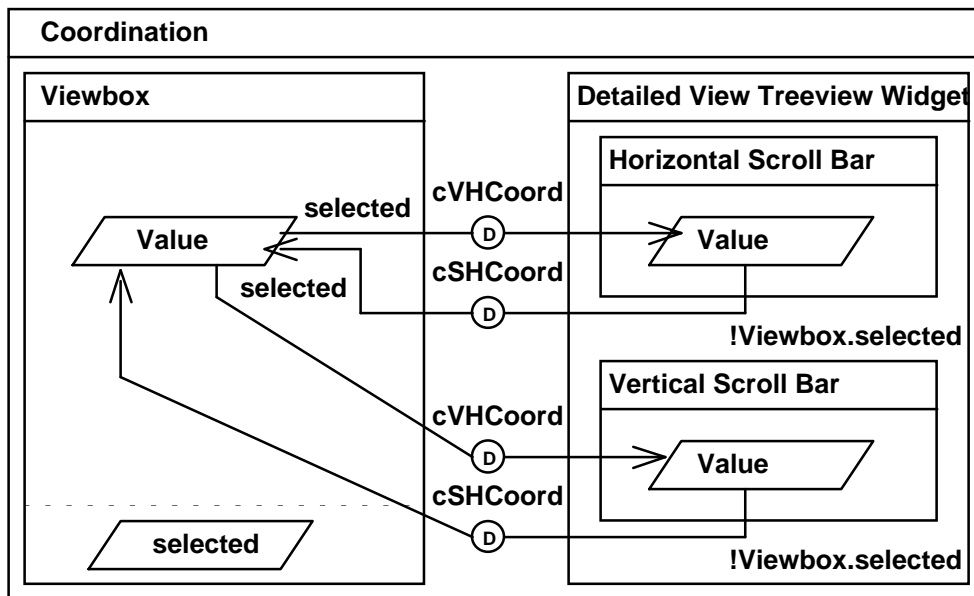 Coordination
Viewbox
Detailed View Treeview Widget
Horizontal Scroll Bar
cVHCoord
selected
D
Value
Value
cSHCoord
selected
D
!Viewbox.selected
Vertical Scroll Bar
cVHCoord
D
Value
cSHCoord
D
selected
!Viewbox.selected